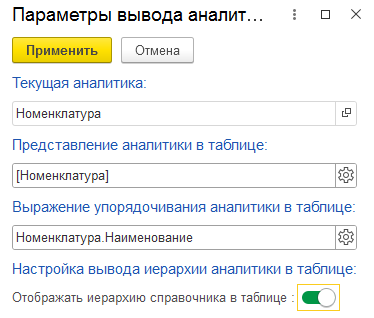 Параметры вывода аналит...
Применить
Отмена
Текущая аналитика:
Номенклатура
Представление аналитики в таблице:
[Номенклатура]
Выражение упорядочивания аналитики в таблице:
Номенклатура.Наименование
Настройка вывода иерархии аналитики в таблице:
Отображать иерархию справочника в таблице :